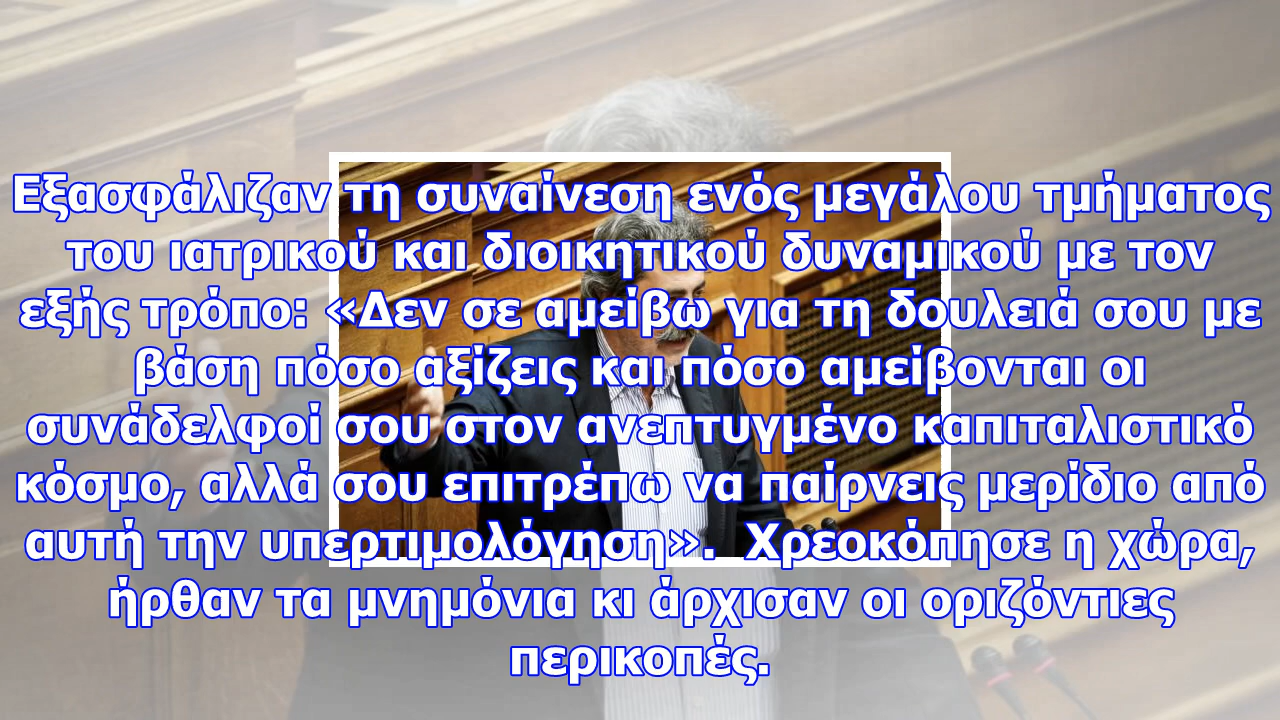 Εξασφάλιζαν τη συναίνεση ενός μεγάλου τμήματος
του ιατρικού και διοικητικού δυναμικού με τον
εξής τρόπο: «Δεν σε αμείβω για τη δουλειά σου με
βάση πόσο αξίζεις και πόσο αμείβονται οι
συνάδελφοί σου στον ανεπτυγμένο καπιταλιστικό
κόσμο, αλλά σου επιτρέπω να παίρνεις μερίδιο από
αυτή την υπερτιμολόγηση». Χρεοκόπησε η χώρα,
ήρθαν τα μνημόνια κι άρχισαν οι οριζόντιες
περικοπές.